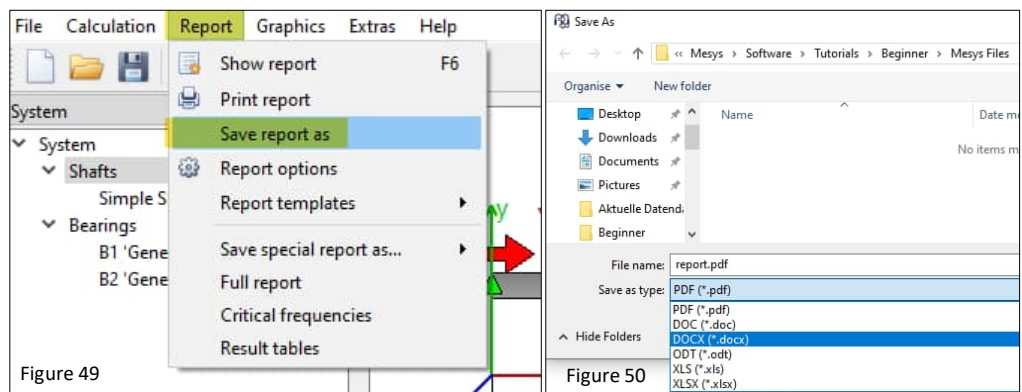 File Calculation Report Graphics Extras Help
Show report F6
Print report
Save report as
Report options
Report templates
Save special report as...
Full report
Critical frequencies
Result tables
System
System
Shafts
Simple S
Bearings
B1 'Gene
B2 'Gene
y
Figure 49
Save As
« Mesys › Software › Tutorials › Beginner › Mesys Files
Organise New folder
Desktop
Downloads
Documents
Pictures
Aktuelle Datend
Beginner
Name Date m
No items m
File name: report.pdf
Save as type: PDF (*.pdf)
PDF (*.pdf)
DOC (*.doc)
DOCX (*.docx)
ODT (*.odt)
XLS (*.xls)
XLSX (*.xlsx)
Hide Folders
Figure 50